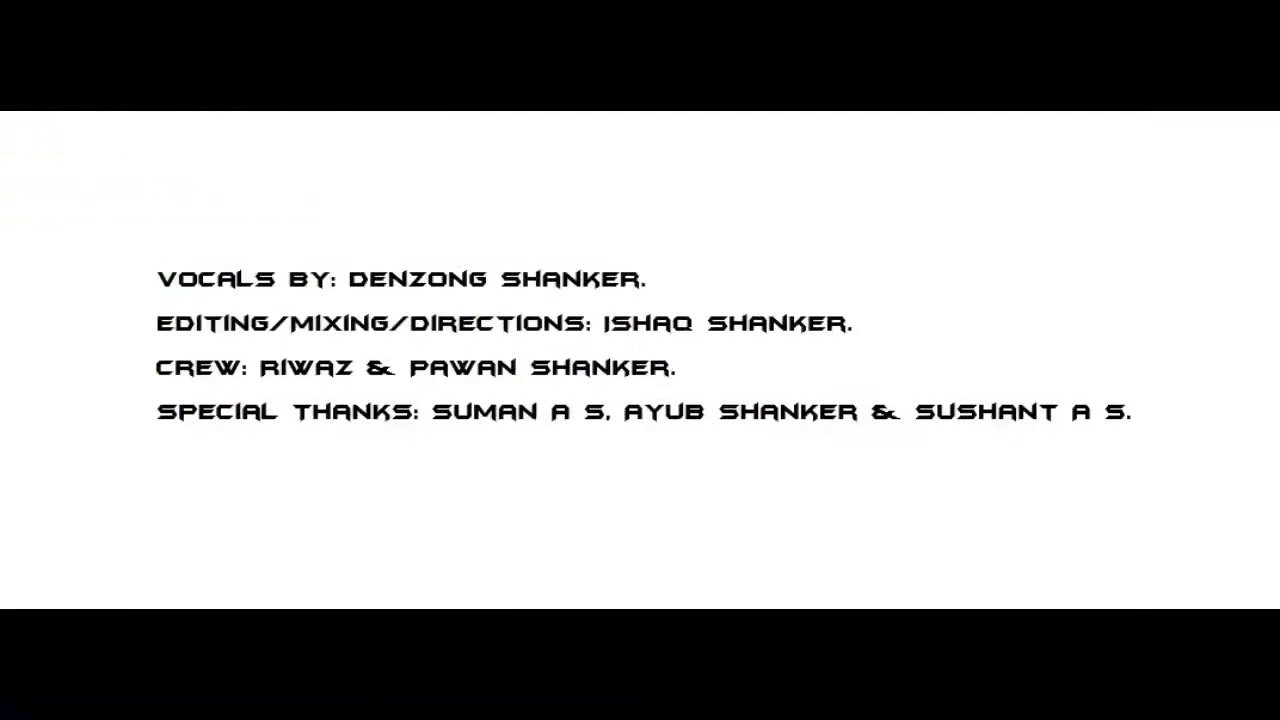 VOCALS BY: DENZONG SHANKER.
EDITING/MIXING/DIRECTIONS: ISHAQ SHANKER.
CREW: RIWAZ & PAWAN SHANKER.
SPECIAL THANKS: SUMAN A S, AYUB SHANKER & SUSHANT A S.